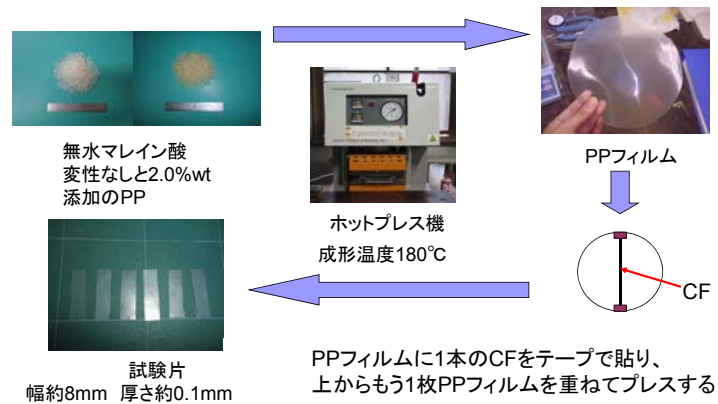 無水マレイン酸
変性なしと2.0%wt
添加のPP
ホットプレス機
成形温度180℃
PPフィルム
CF
PPフィルムに1本のCFをテープで貼り、
上からもう1枚PPフィルムを重ねてプレスする
試験片
幅約8mm 厚さ約0.1mm